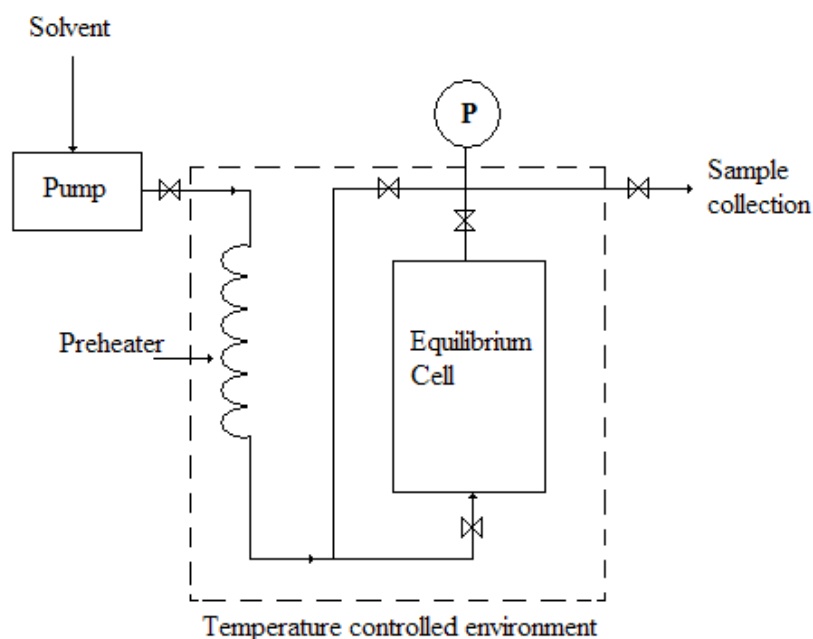 Solvent
P
Pump
Sample
collection
Preheater
Equilibrium
Cell
Temperature controlled environment